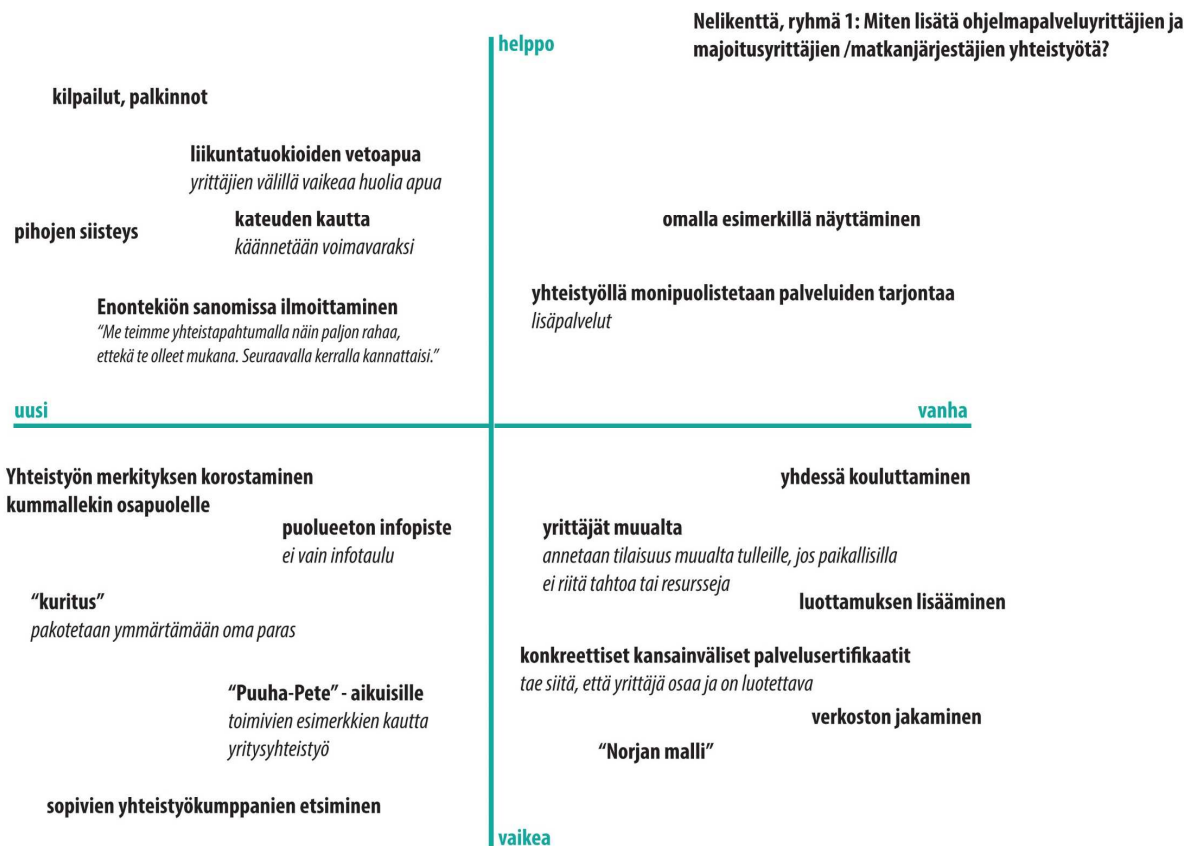 Nelikenttä, ryhmä 1: Miten lisätä ohjelmapalveluyrittäjien ja
majoitusyrittäjien /matkanjärjestäjien yhteistyötä?
helppo
kilpailut, palkinnot
liikuntatuokioiden vetoapua
yrittäjien välillä vaikeaa huolia apua
pihojen siisteys
kateuden kautta
käännetään voimavaraksi
omalla esimerkillä näyttäminen
Enontekiön sanomissa ilmoittaminen
“Me teimme yhteistapahtumalla näin paljon rahaa,
ettekä te olleet mukana. Seuraavalla kerralla kannattaisi.”
yhteistyöllä monipuolistetaan palveluiden tarjontaa
lisäpalvelut
uusi
vanha
Yhteistyön merkityksen korostaminen
kummallekin osapuolelle
puolueeton infopiste
ei vain infotaulu
“kuritus”
pakotetaan ymmärtämään oma paras
“Puuha-Pete” - aikuisille
toimivien esimerkkien kautta
yritysyhteistyö
sopivien yhteistyökumppanien etsiminen
yhdessä kouluttaminen
yrittäjät muualta
annetaan tilaisuus muualta tulleille, jos paikallisilla
ei riitä tahtoa tai resursseja
luottamuksen lisääminen
konkreettiset kansainväliset palvelusertifikaatit
tae siitä, että yrittäjä osaa ja on luotettava
verkoston jakaminen
“Norjan malli”
vaikea